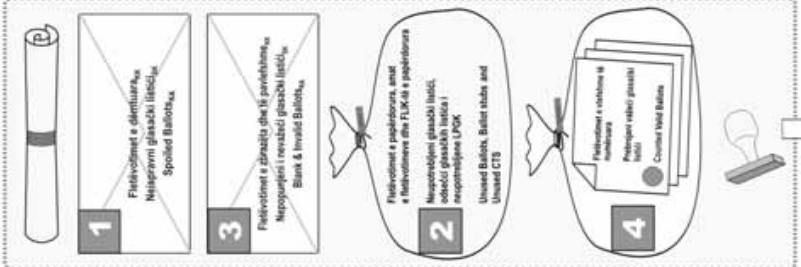 1
Fletëvotimet e dëmtuara
Neispravni glasački listići
Spoiled Ballots
3
Fletëvotimet e zbrazëta dhe të pavlefshme
Nepopunjeni i nevažeći glasački listići
Blank & Invalid Ballots
2
Fletëvotimet e papërdorura, amat
e fletëvotimeve dhe FLIK-të e papërdorura
Neupotrebljeni glasački listići,
odsečci glasačkih listića i
neupotrebljene LPGK
Unused Ballots, Ballot stubs and
Unused CTS
4
Fletëvotimet e vlefshme të
numëruara
Prebrojeni važeći glasački
listići
Counted Valid Ballots